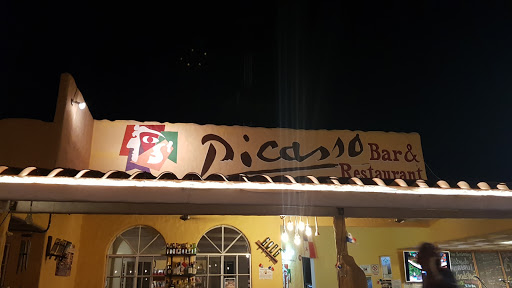 Picasso Bar &
Restaurant